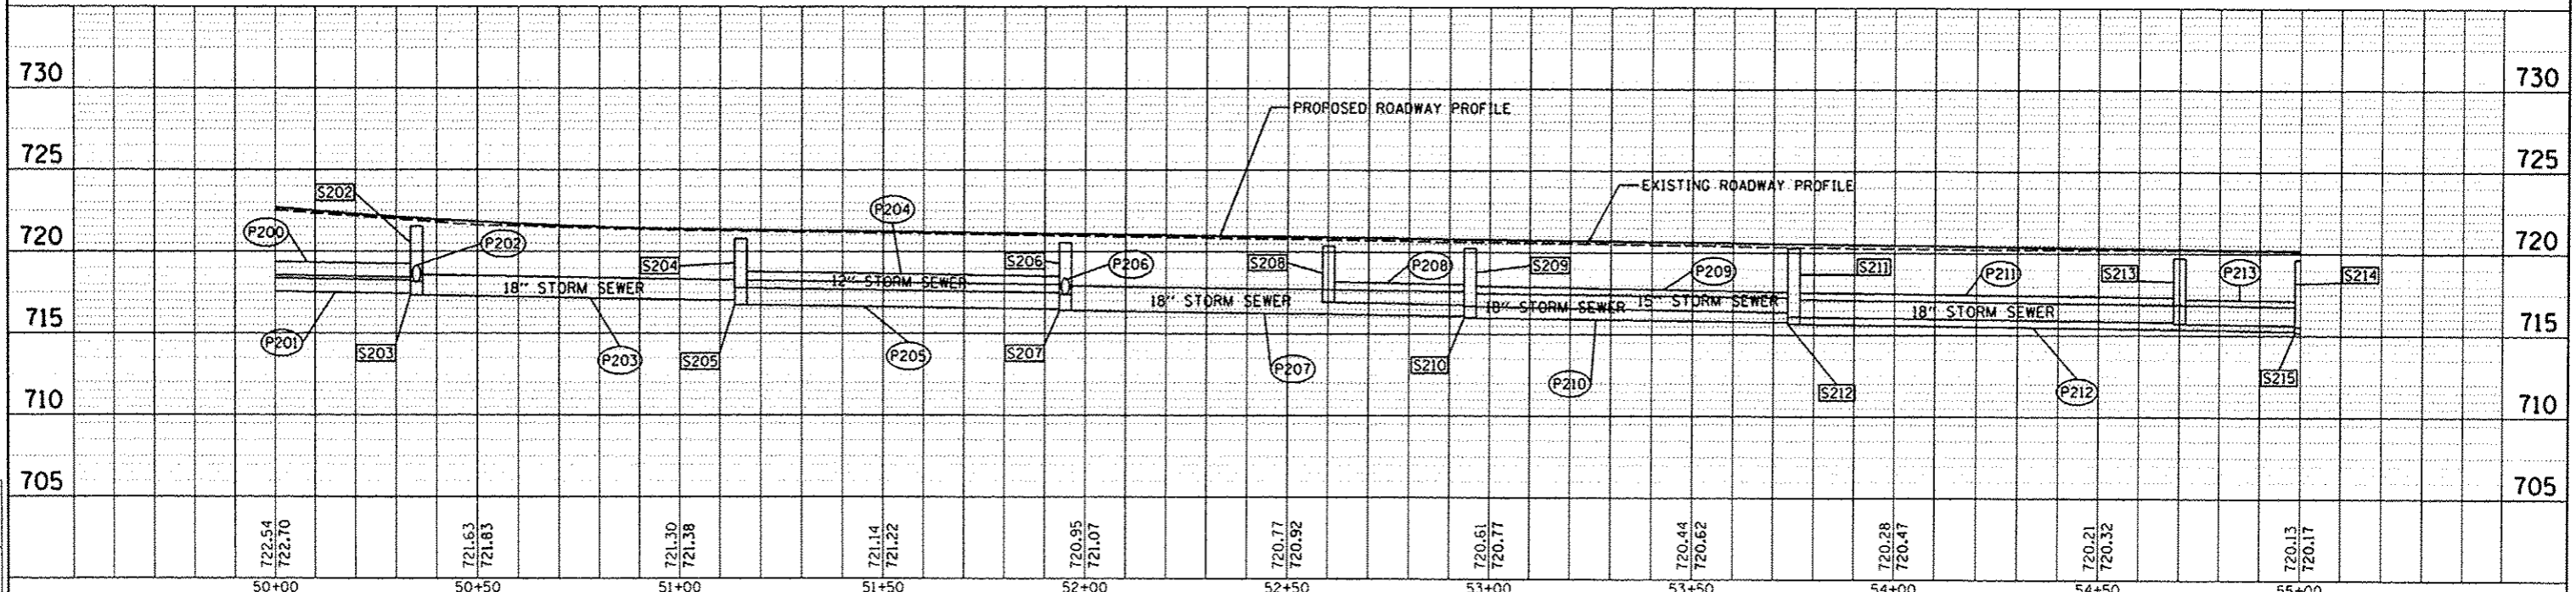 730
730
PROPOSED ROADWAY PROFILE
725
725
EXISTING ROADWAY PROFILE
S202
P204
720
P200
P202
S204
S206
P206
S208
P208
S209
P209
S211
P211
S213
P213
S214
720
18" STORM SEWER
12" STORM SEWER
18" STORM SEWER
18" STORM SEWER
15" STORM SEWER
18" STORM SEWER
715
715
P201
S203
P203
S205
P205
S207
P207
S210
P210
S212
P212
S215
710
710
705
705
722.54
722.70
721.63
721.83
721.30
721.38
721.14
721.22
720.95
721.07
720.77
720.92
720.61
720.77
720.44
720.62
720.28
720.47
720.21
720.32
720.13
720.17
50+00
50+50
51+00
51+50
52+00
52+50
53+00
53+50
54+00
54+50
55+00